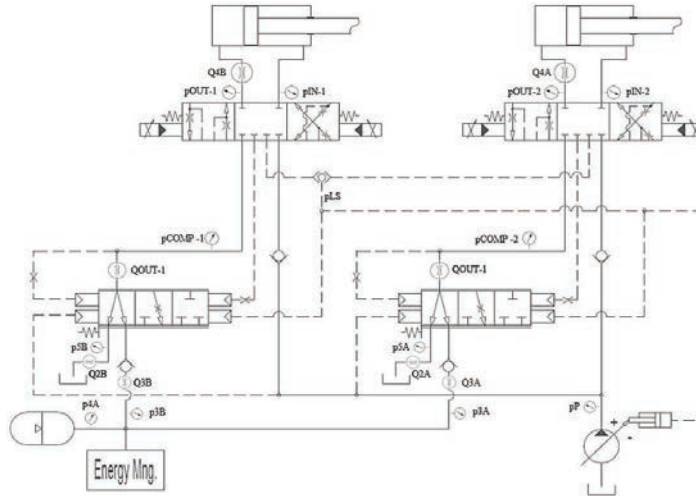 Q4B
Q4A
pOUT-1
pIN-1
pOUT-2
pIN-2
pLS
pCOMP -1
pCOMP -2
QOUT-1
QOUT-1
p5B
p5A
Q2B
Q3B
Q2A
Q3A
p4A
p3B
p3A
pP
+
-
Energy Mng.